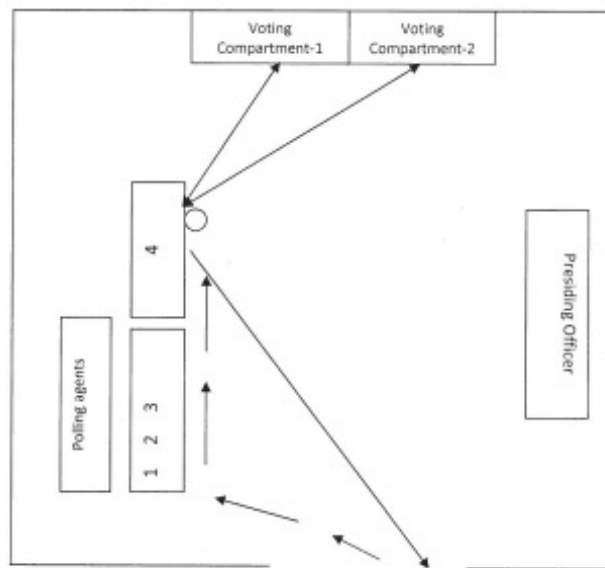 Voting
Compartment-1
Voting
Compartment-2
4
Presiding Officer
Polling agents
1 2 3